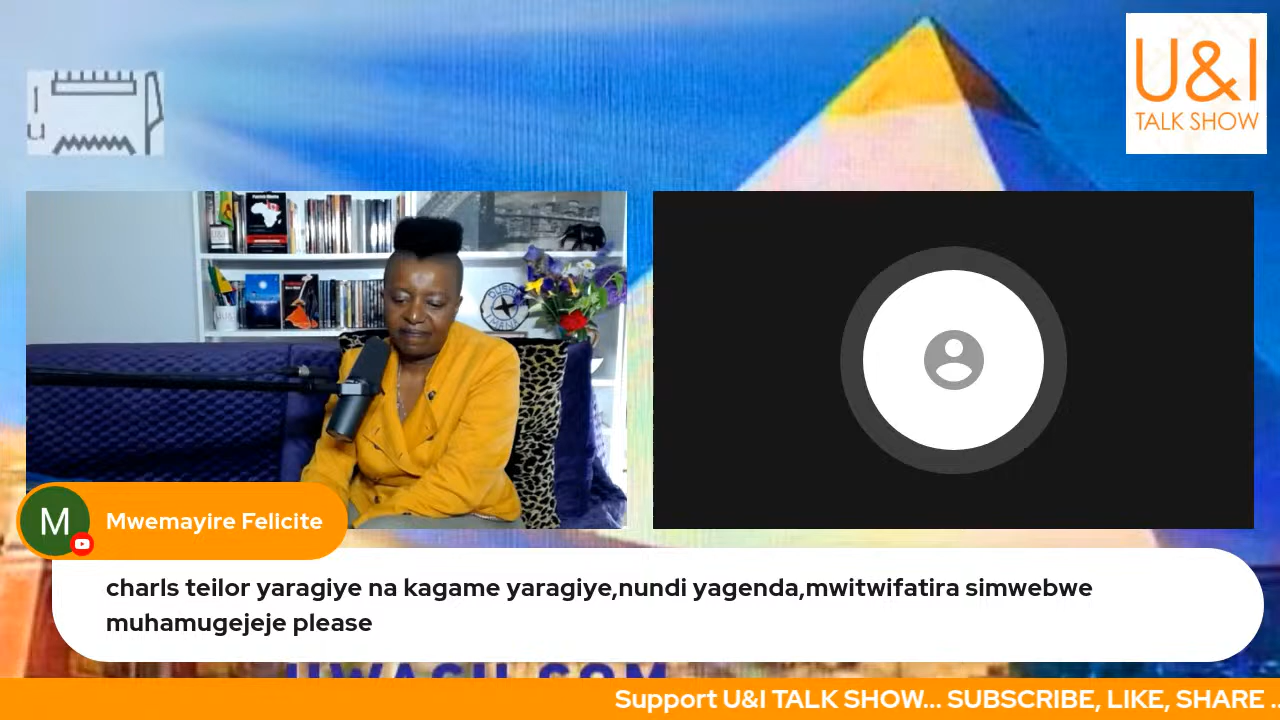 U&I
TALK SHOW
M
Mwemayire Felicite
charls teilor yaragiye na kagame yaragiye,nundi yagenda,mwitwifatira simwebwe
muhamugejeje please
Support U&I TALK SHOW... SUBSCRIBE, LIKE, SHARE ..